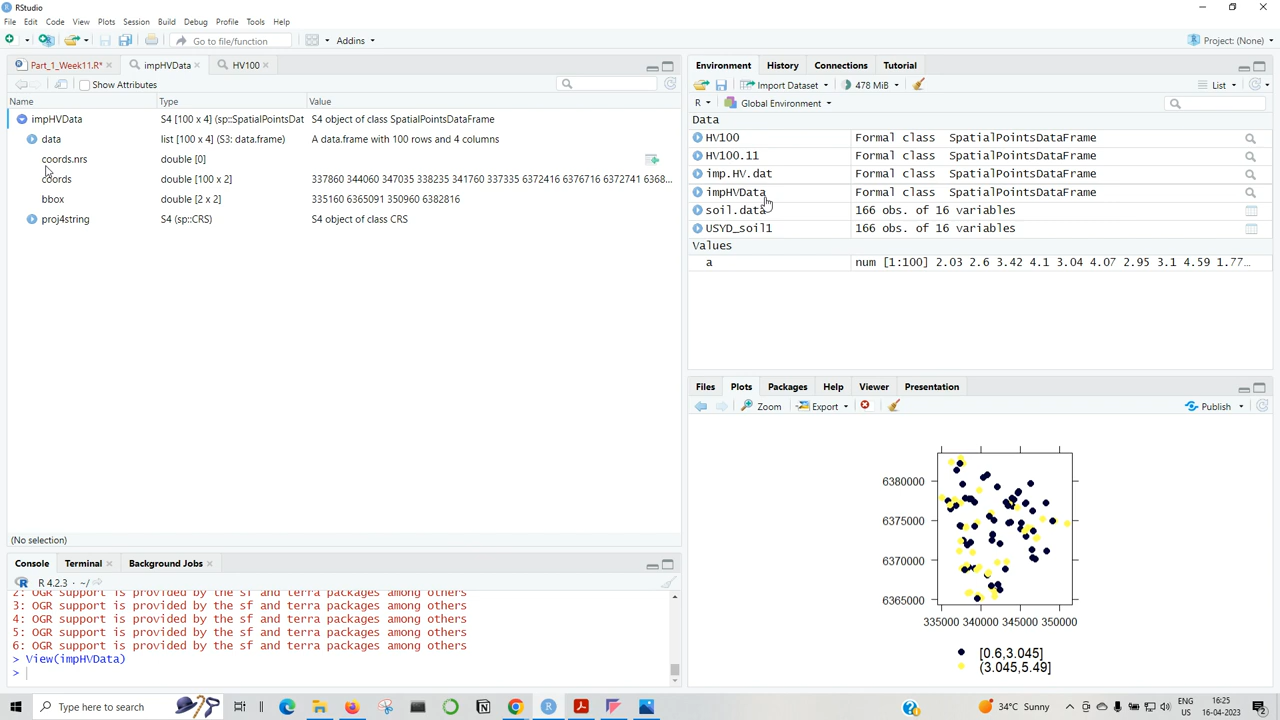 RStudio
File Edit Code View Plots Session Build Debug Profile Tools Help
Go to file/function Addins Project: (None)
Part_1_Week11.R* impHVData HV100
Show Attributes
Name Type Value
impHVData S4 [100 x 4] (sp::SpatialPointsDat S4 object of class SpatialPointsDataFrame
data list [100 x 4] (S3: data.frame) A data.frame with 100 rows and 4 columns
coords.nrs double [0]
coords double [100 x 2] 337860 344060 347035 338235 341760 337335 6372416 6376716 6372741 6368...
bbox double [2 x 2] 335160 6365091 350960 6382816
proj4string S4 (sp::CRS) S4 object of class CRS
(No selection)
Console Terminal Background Jobs
R 4.2.3 · ~/
2: OGR support is provided by the sf and terra packages among others
3: OGR support is provided by the sf and terra packages among others
4: OGR support is provided by the sf and terra packages among others
5: OGR support is provided by the sf and terra packages among others
6: OGR support is provided by the sf and terra packages among others
> View(impHVData)
>
Environment History Connections Tutorial
Import Dataset 478 MiB List
R Global Environment
Data
HV100 Formal class SpatialPointsDataFrame
HV100.11 Formal class SpatialPointsDataFrame
imp.HV.dat Formal class SpatialPointsDataFrame
impHVData Formal class SpatialPointsDataFrame
soil.data 166 obs. of 16 variables
USYD_soil1 166 obs. of 16 variables
Values
a num [1:100] 2.03 2.6 3.42 4.1 3.04 4.07 2.95 3.1 4.59 1.77...
Files Plots Packages Help Viewer Presentation
Zoom Export Publish
6380000
6375000
6370000
6365000
335000 340000 345000 350000
[0.6,3.045]
(3.045,5.49]
Type here to search
34°C Sunny
ENG
US
16:25
16-04-2023
2